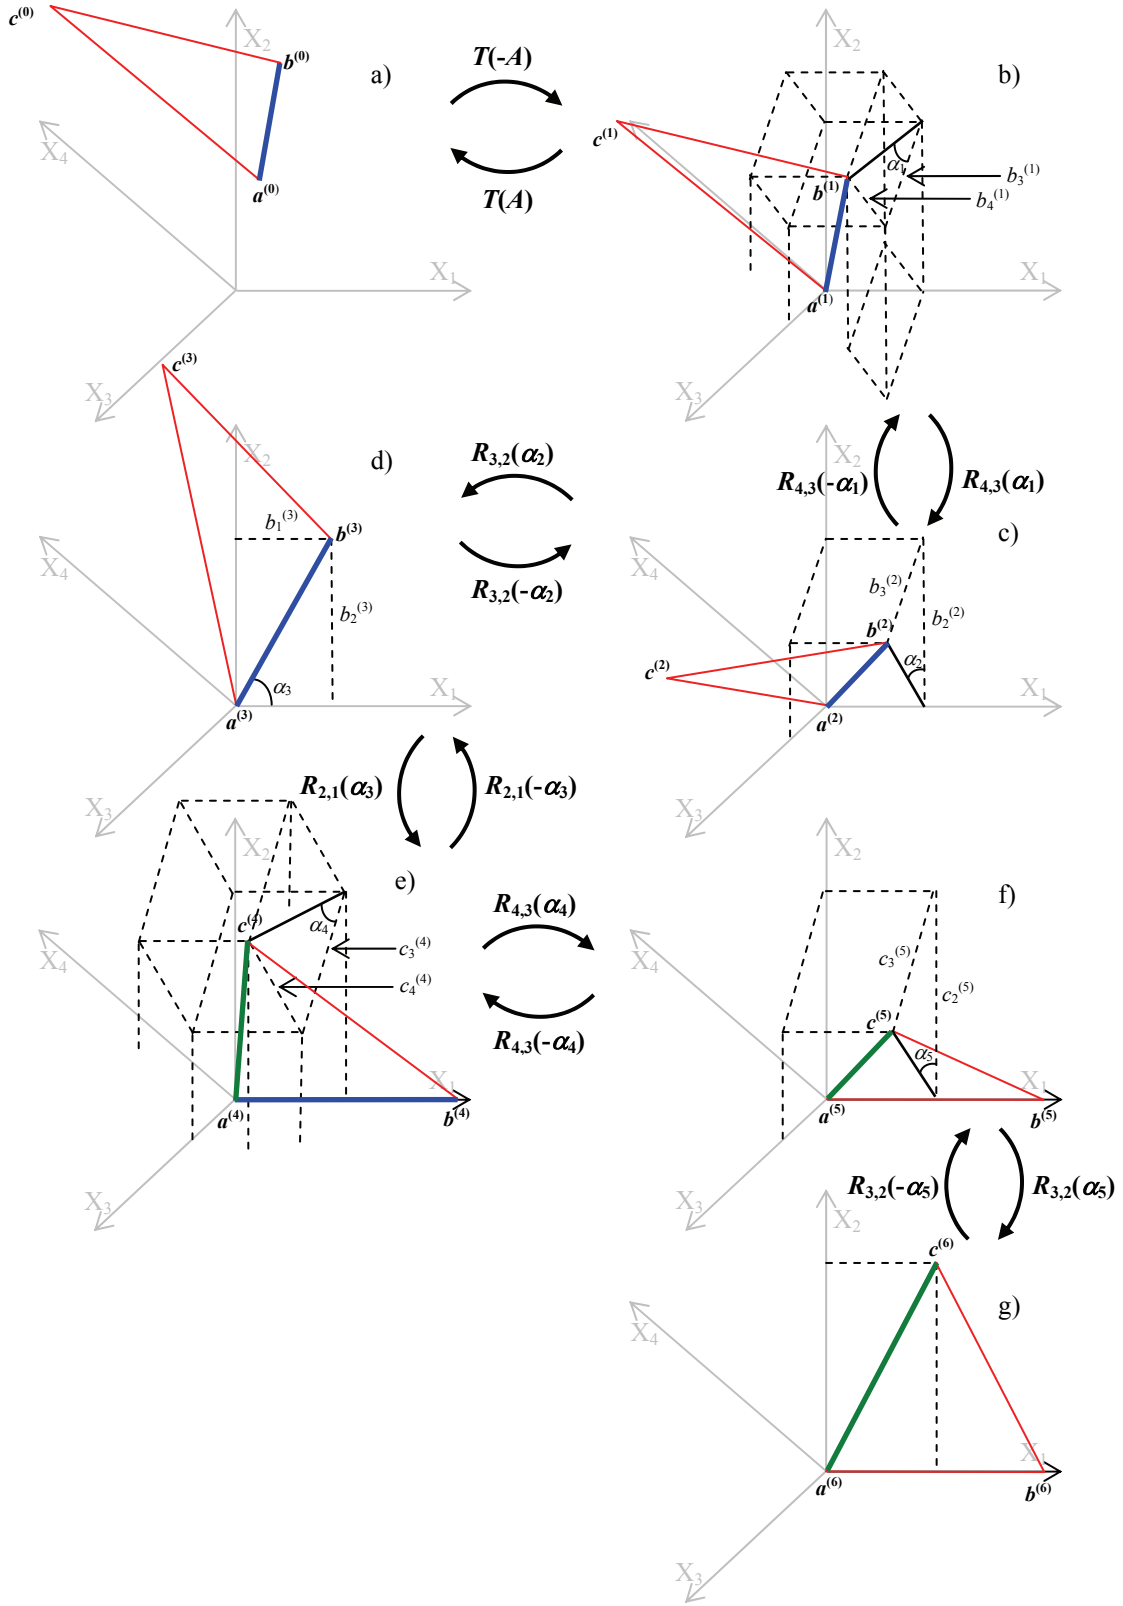 c(0)
X2
b(0)
a)
X4
a(0)
X1
X3
T(-A)
T(A)
X2
b)
c(1)
X4
α1
b(1)
b3(1)
b4(1)
X1
a(1)
X3
c(3)
X2
d)
b1(3)
b(3)
X4
b2(3)
α3
X1
a(3)
X3
R3,2(α2)
R3,2(-α2)
R4,3(-α1)
R4,3(α1)
X2
c)
X4
b3(2)
b2(2)
b(2)
α2
c(2)
X1
a(2)
X3
R2,1(α3)
R2,1(-α3)
X2
e)
c(4)
α4
X4
c3(4)
c4(4)
X1
a(4)
b(4)
X3
R4,3(α4)
R4,3(-α4)
X2
f)
X4
c3(5)
c2(5)
c(5)
α5
X1
a(5)
b(5)
X3
R3,2(-α5)
R3,2(α5)
X2
c(6)
g)
X4
X1
a(6)
b(6)
X3